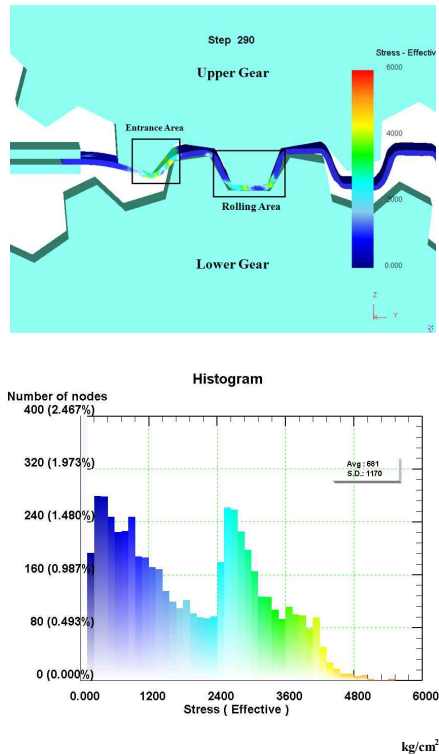 Step 290
Stress - Effective
6000
Upper Gear
Entrance Area
4000
Rolling Area
2000
Lower Gear
0.000
Z
Y
Histogram
Number of nodes
400 (2.467%)
320 (1.973%)
Avg : 681
S.D.: 1170
240 (1.480%)
160 (0.987%)
80 (0.493%)
0 (0.000%)
0.000 1200 2400 3600 4800 6000
Stress ( Effective )
kg/cm²